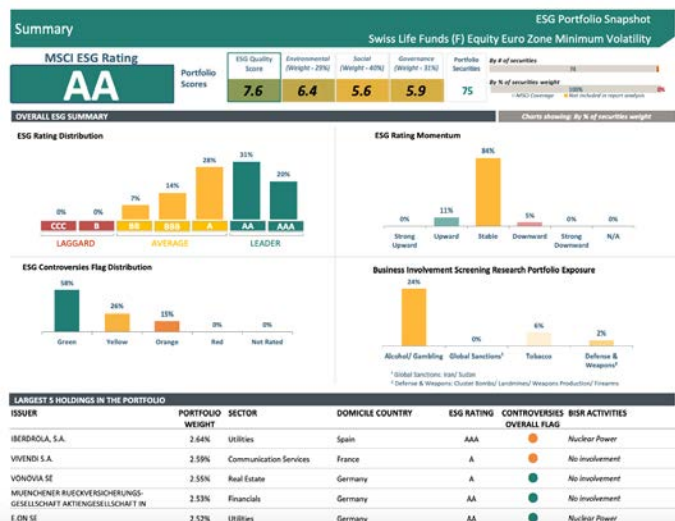 Summary
ESG Portfolio Snapshot
Swiss Life Funds (F) Equity Euro Zone Minimum Volatility
MSCI ESG Rating
AA
Portfolio Scores
ESG Quality Score
7.6
Environmental (Weight - 29%)
6.4
Social (Weight - 40%)
5.6
Governance (Weight - 31%)
5.9
Portfolio Securities
75
By # of securities
By % of securities weight
100%
0%
MSCI Coverage
Not included in report analysis
OVERALL ESG SUMMARY
Charts showing: By % of securities weight
ESG Rating Distribution
0% 0% 7% 14% 28% 31% 20%
CCC B BB BBB A AA AAA
LAGGARD AVERAGE LEADER
ESG Rating Momentum
0% 11% 84% 5% 0% 0%
Strong Upward Upward Stable Downward Strong Downward N/A
ESG Controversies Flag Distribution
58% 26% 15% 0% 0%
Green Yellow Orange Red Not Rated
Business Involvement Screening Research Portfolio Exposure
24% 0% 6% 2%
Alcohol/ Gambling Global Sanctions¹ Tobacco Defense & Weapons²
¹ Global Sanctions: Iran/ Sudan
² Defense & Weapons: Cluster Bombs/ Landmines/ Weapons Production/ Firearms
LARGEST 5 HOLDINGS IN THE PORTFOLIO
ISSUER PORTFOLIO WEIGHT SECTOR DOMICILE COUNTRY ESG RATING CONTROVERSIES OVERALL FLAG BISR ACTIVITIES
IBERDROLA, S.A. 2.64% Utilities Spain AAA Nuclear Power
VIVENDI S.A. 2.59% Communication Services France A No involvement
VONOVIA SE 2.55% Real Estate Germany A No involvement
MUENCHENER RUECKVERSICHERUNGS-
GESELLSCHAFT AKTIENGESELLSCHAFT IN 2.53% Financials Germany AA No involvement
E.ON SE 2.52% Utilities Germany AA Nuclear Power